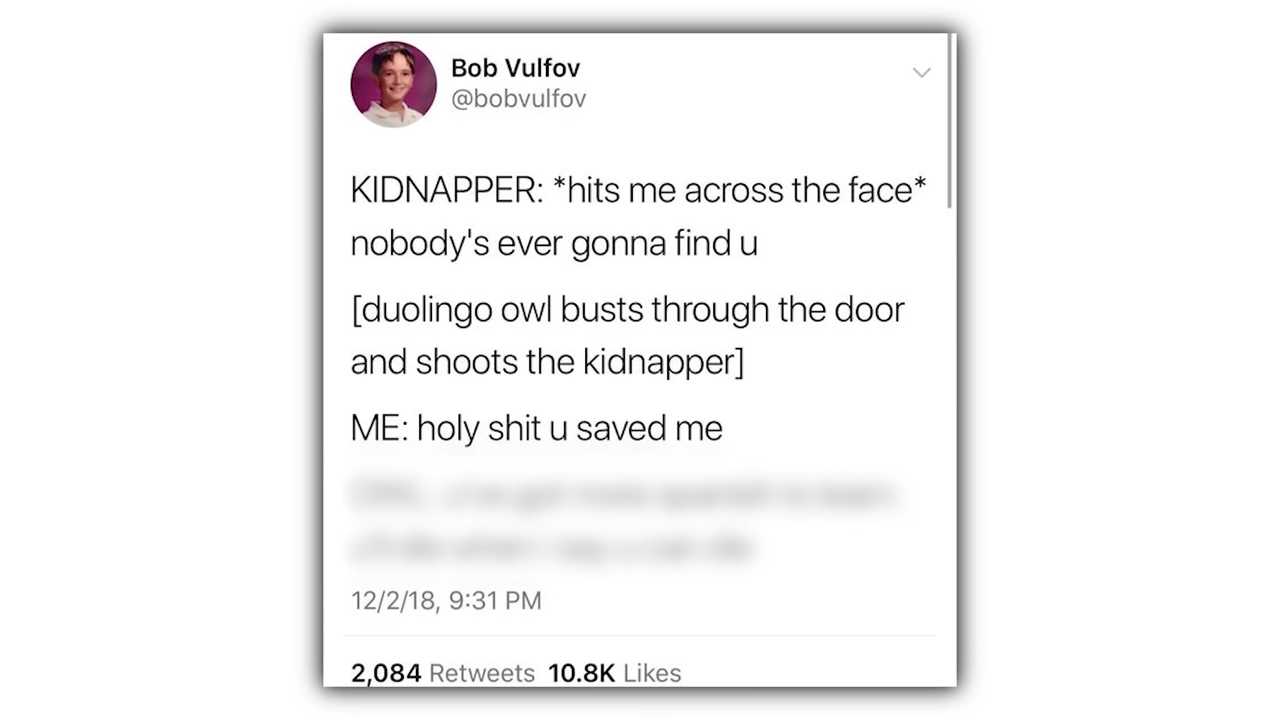 Bob Vulfov
@bobvulfov
KIDNAPPER: *hits me across the face*
nobody's ever gonna find u
[duolingo owl busts through the door
and shoots the kidnapper]
ME: holy shit u saved me
12/2/18, 9:31 PM
2,084 Retweets 10.8K Likes